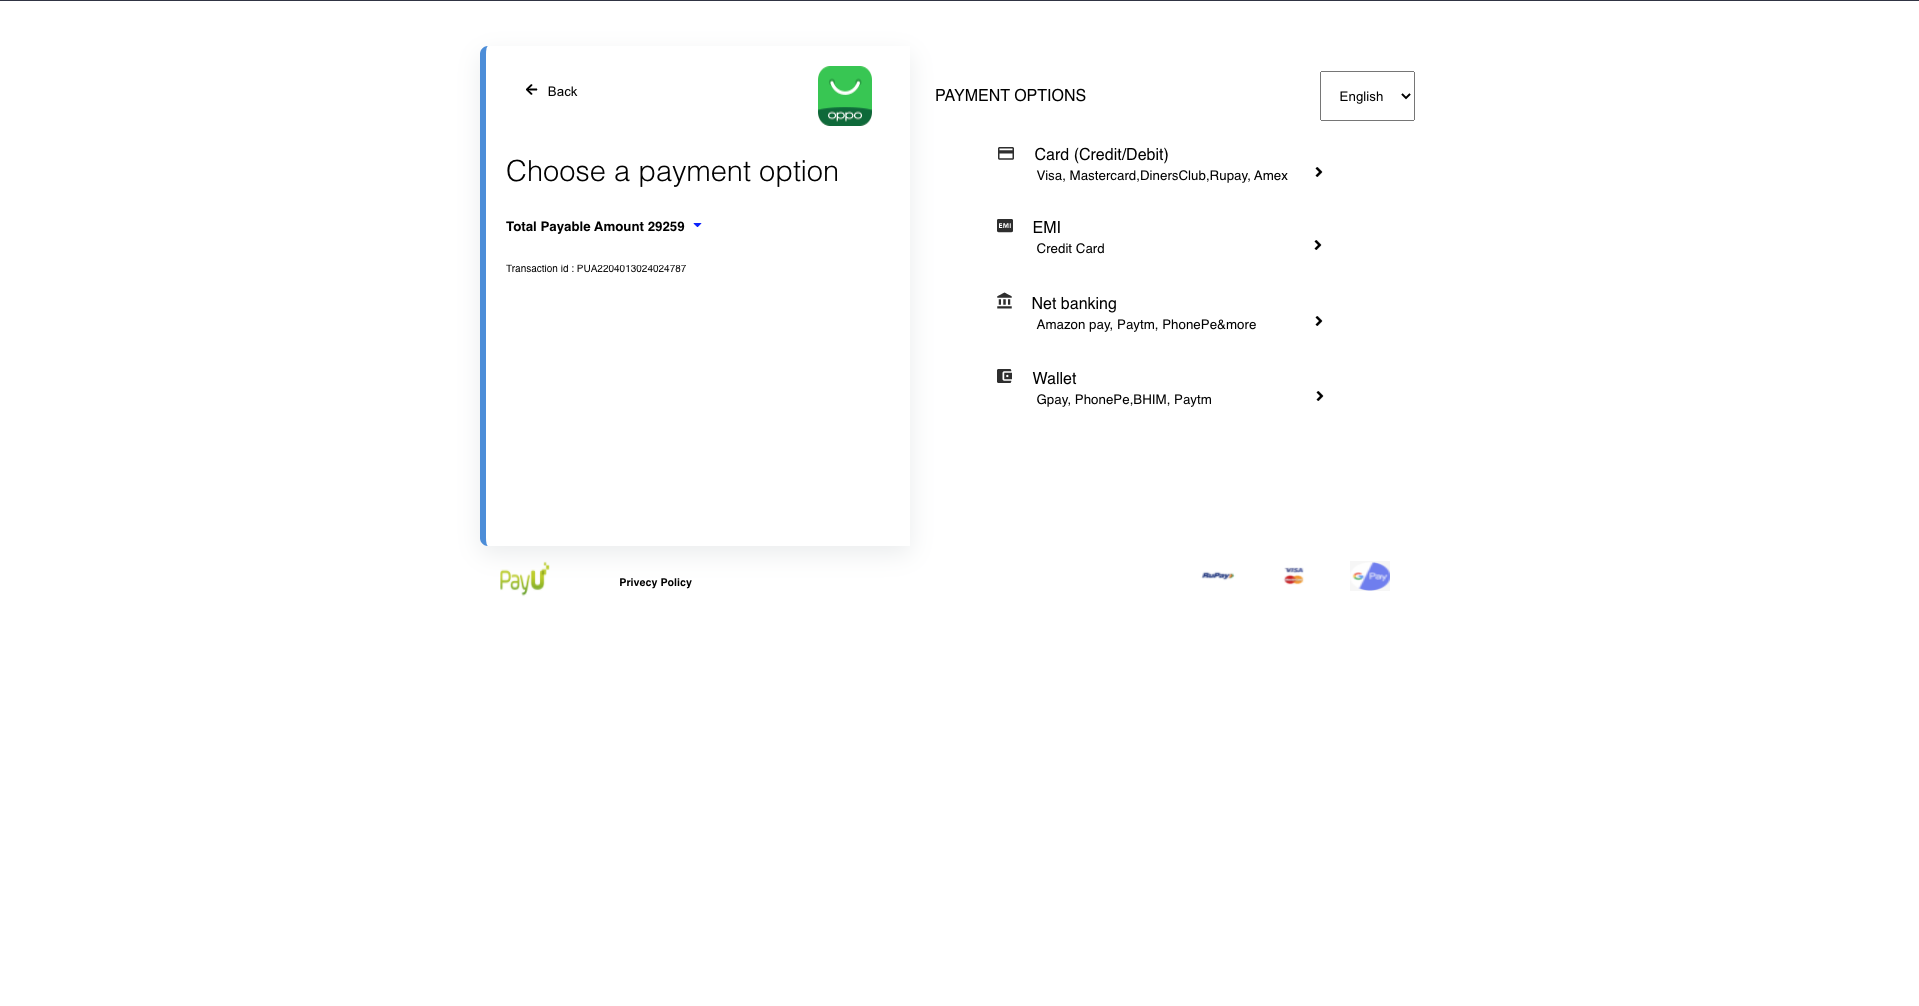 Back
oppo
Choose a payment option
Total Payable Amount 29259
Transaction id : PUA2204013024024787
PAYMENT OPTIONS
English
Card (Credit/Debit)
Visa, Mastercard,DinersClub,Rupay, Amex
EMI
EMI
Credit Card
Net banking
Amazon pay, Paytm, PhonePe&more
Wallet
Gpay, PhonePe,BHIM, Paytm
PayU
Privecy Policy
RuPay
VISA
G Pay